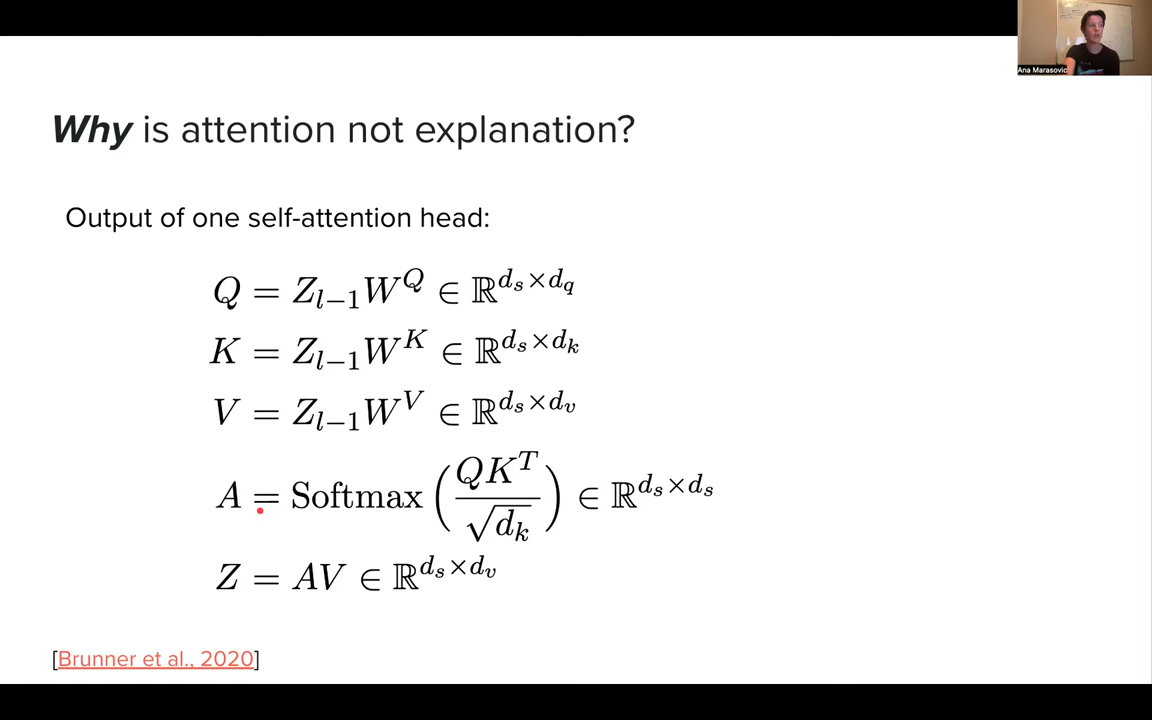 Ana Marasovic
Why is attention not explanation?
Output of one self-attention head:
Q = Z_{l−1}W^Q ∈ ℝ^{d_s×d_q}
K = Z_{l−1}W^K ∈ ℝ^{d_s×d_k}
V = Z_{l−1}W^V ∈ ℝ^{d_s×d_v}
A = Softmax(QK^T/√d_k) ∈ ℝ^{d_s×d_s}
Z = AV ∈ ℝ^{d_s×d_v}
[Brunner et al., 2020]